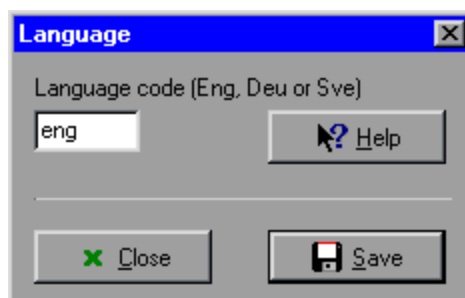 Language
Language code (Eng, Deu or Sve)
eng
Help
Close
Save